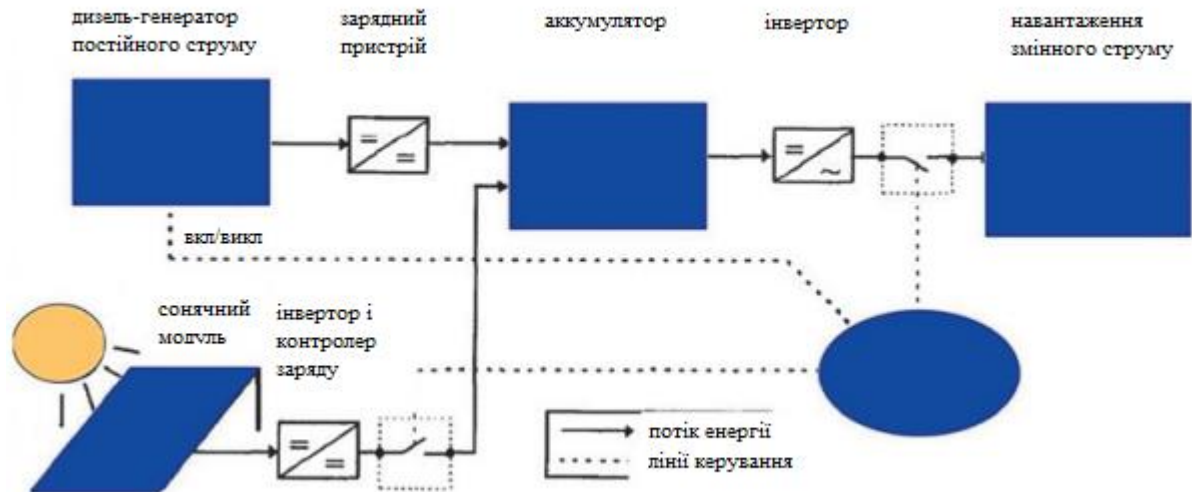 дизель-генератор
постійного струму
зарядний
пристрій
аккумулятор
інвертор
навантаження
змінного струму
вкл/викл
сонячний
модуль
інвертор і
контролер
заряду
потік енергії
лінії керування